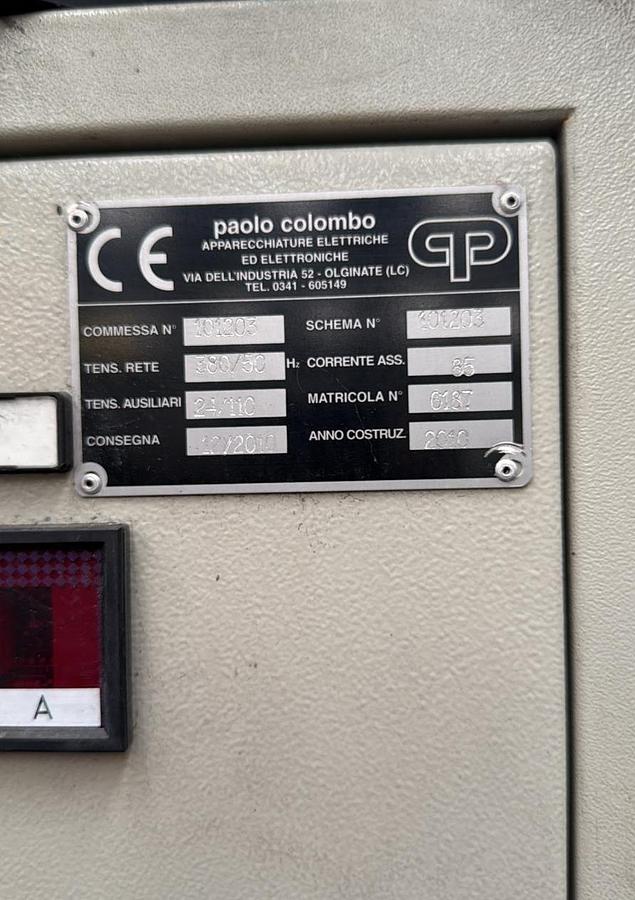 CE
paolo colombo
APPARECCHIATURE ELETTRICHE
ED ELETTRONICHE
VIA DELL'INDUSTRIA 52 - OLGINATE (LC)
TEL. 0341 - 605149
COMMESSA N° 101203 SCHEMA N° 101203
TENS. RETE 380/50 Hz CORRENTE ASS. 85
TENS. AUSILIARI 24/110 MATRICOLA N° 6187
CONSEGNA 10/2010 ANNO COSTRUZ. 2010
A